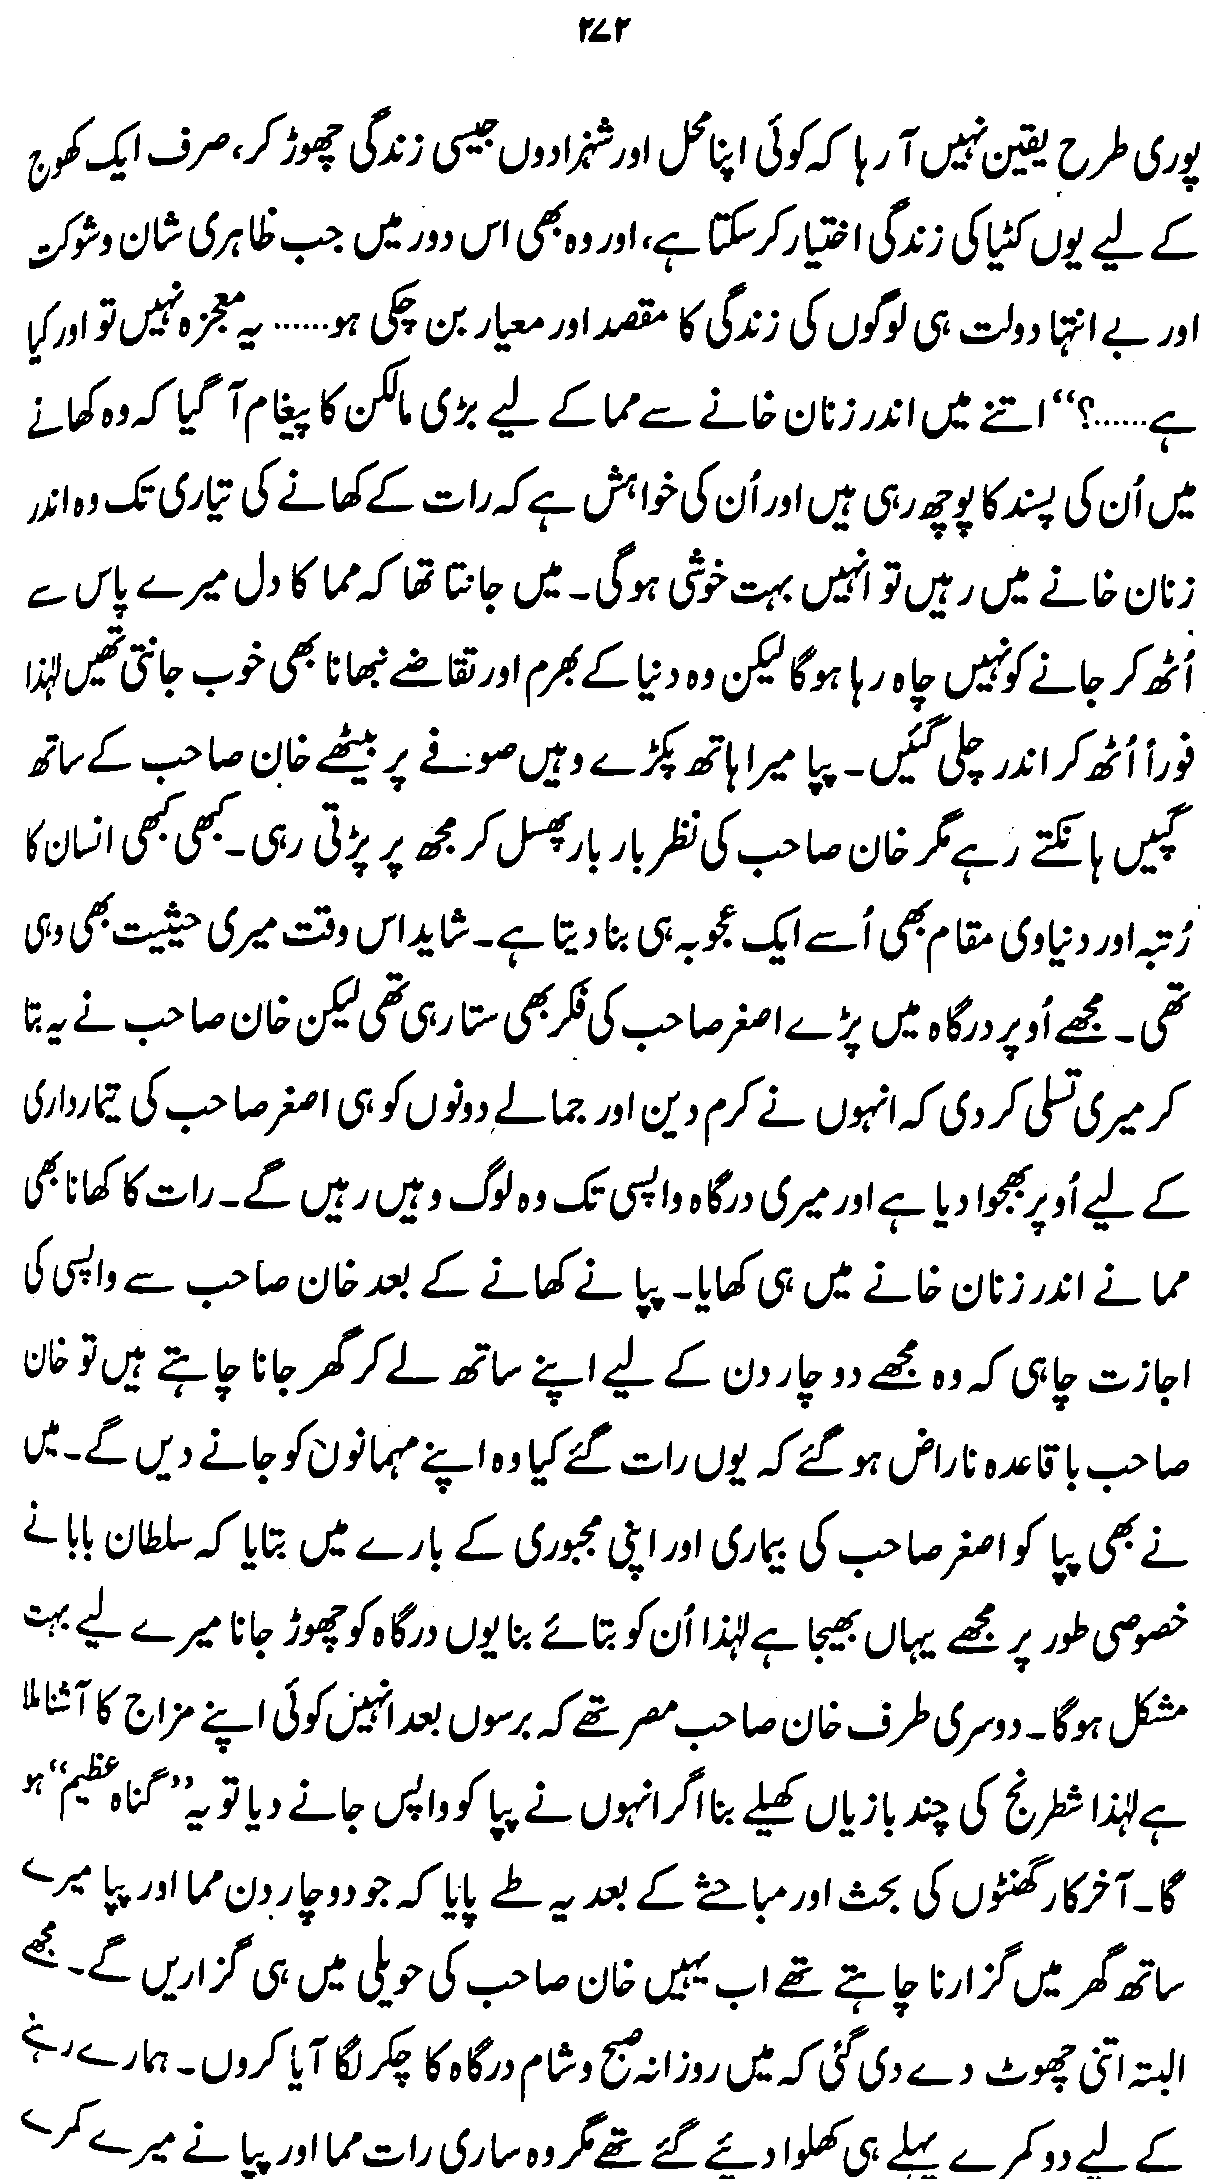 ۲۷۲
پوری طرح یقین نہیں آ رہا کہ کوئی اپنا محل اور شہزادوں جیسی زندگی چھوڑ کر، صرف ایک کھوج
کے لیے یوں کٹیا کی زندگی اختیار کر سکتا ہے، اور وہ بھی اس دور میں جب ظاہری شان و شوکت
اور بے انتہا دولت ہی لوگوں کی زندگی کا مقصد اور معیار بن چکی ہو...... یہ معجزہ نہیں تو اور کیا
ہے......؟“ اتنے میں اندر زنان خانے سے مما کے لیے بڑی مالکن کا پیغام آ گیا کہ وہ کھانے
میں اُن کی پسند کا پوچھ رہی ہیں اور اُن کی خواہش ہے کہ رات کے کھانے کی تیاری تک وہ اندر
زنان خانے میں رہیں تو انہیں بہت خوشی ہوگی۔ میں جانتا تھا کہ مما کا دل میرے پاس سے
اُٹھ کر جانے کو نہیں چاہ رہا ہوگا لیکن وہ دنیا کے بھرم اور تقاضے نبھانا بھی خوب جانتی تھیں لہٰذا
فوراً اُٹھ کر اندر چلی گئیں۔ پپا میرا ہاتھ پکڑے وہیں صوفے پر بیٹھے خان صاحب کے ساتھ
گپیں ہانکتے رہے مگر خان صاحب کی نظر بار بار پھسل کر مجھ پر پڑتی رہی۔ کبھی کبھی انسان کا
رُتبہ اور دنیاوی مقام بھی اُسے ایک عجوبہ ہی بنا دیتا ہے۔ شاید اس وقت میری حیثیت بھی وہی
تھی۔ مجھے اُوپر درگاہ میں پڑے اصغر صاحب کی فکر بھی ستا رہی تھی لیکن خان صاحب نے یہ بتا
کر میری تسلی کر دی کہ انہوں نے کرم دین اور جمالے دونوں کو ہی اصغر صاحب کی تیمارداری
کے لیے اُوپر بھجوا دیا ہے اور میری درگاہ واپسی تک وہ لوگ وہیں رہیں گے۔ رات کا کھانا بھی
مما نے اندر زنان خانے میں ہی کھایا۔ پپا نے کھانے کے بعد خان صاحب سے واپسی کی
اجازت چاہی کہ وہ مجھے دو چار دن کے لیے اپنے ساتھ لے کر گھر جانا چاہتے ہیں تو خان
صاحب باقاعدہ ناراض ہو گئے کہ یوں رات گئے کیا وہ اپنے مہمانوں کو جانے دیں گے۔ میں
نے بھی پپا کو اصغر صاحب کی بیماری اور اپنی مجبوری کے بارے میں بتایا کہ سلطان بابا نے
خصوصی طور پر مجھے یہاں بھیجا ہے لہٰذا اُن کو بتائے بنا یوں درگاہ کو چھوڑ جانا میرے لیے بہت
مشکل ہوگا۔ دوسری طرف خان صاحب مصر تھے کہ برسوں بعد انہیں کوئی اپنے مزاج کا آشنا ملا
ہے لہٰذا شطرنج کی چند بازیاں کھیلے بنا اگر انہوں نے پپا کو واپس جانے دیا تو یہ ”گناہ عظیم“ ہو
گا۔ آخر کار گھنٹوں کی بحث اور مباحثے کے بعد یہ طے پایا کہ جو دو چار دن مما اور پپا میرے
ساتھ گھر میں گزارنا چاہتے تھے اب یہیں خان صاحب کی حویلی میں ہی گزاریں گے۔ مجھے
البتہ اتنی چھوٹ دے دی گئی کہ میں روزانہ صبح و شام درگاہ کا چکر لگا آیا کروں۔ ہمارے رہنے
کے لیے دو کمرے پہلے ہی کھلوا دیئے گئے تھے مگر وہ ساری رات مما اور پپا نے میرے کمرے